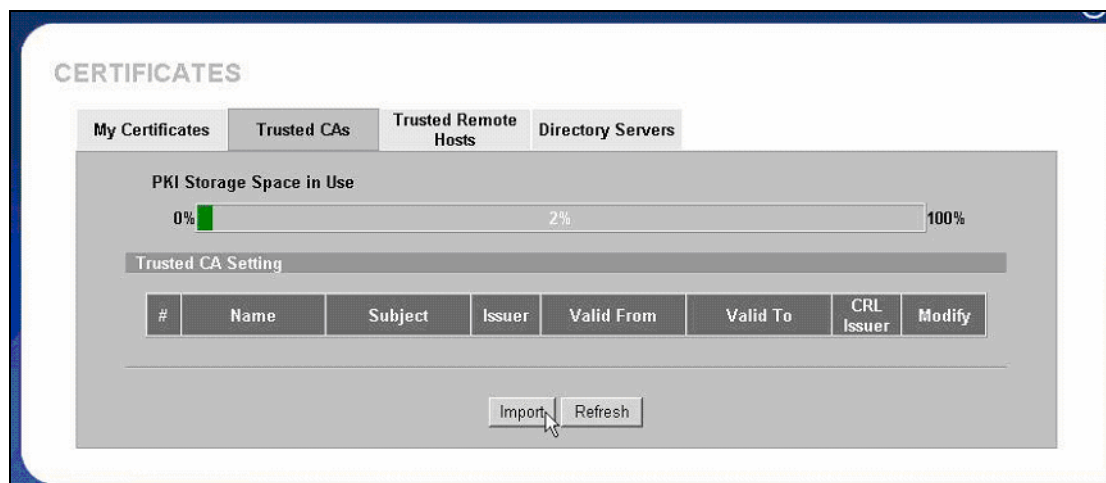 CERTIFICATES
My Certificates
Trusted CAs
Trusted Remote
Hosts
Directory Servers
PKI Storage Space in Use
0%
2%
100%
Trusted CA Setting
#
Name
Subject
Issuer
Valid From
Valid To
CRL
Issuer
Modify
Import
Refresh